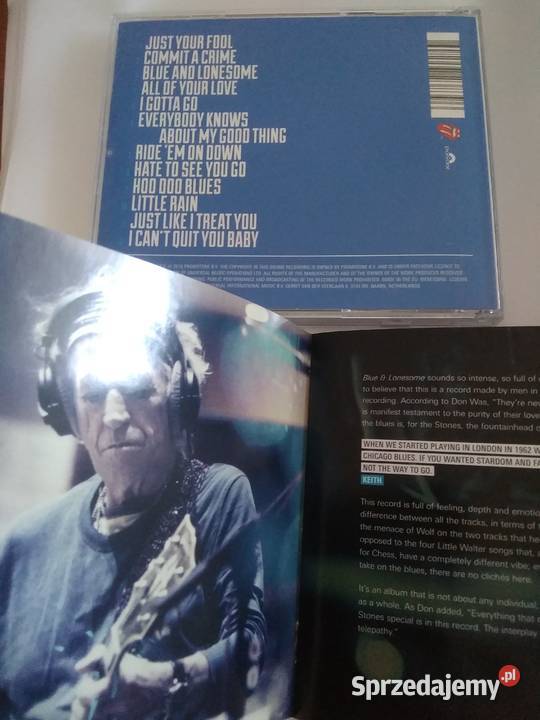 JUST YOUR FOOL
COMMIT A CRIME
BLUE AND LONESOME
ALL OF YOUR LOVE
I GOTTA GO
EVERYBODY KNOWS
ABOUT MY GOOD THING
RIDE 'EM ON DOWN
HATE TO SEE YOU GO
HOO DOO BLUES
LITTLE RAIN
JUST LIKE I TREAT YOU
I CAN'T QUIT YOU BABY
Blue & Lonesome sounds so intense, so full of
to believe that this is a record made by men in
recording. According to Don Was, "They're
is manifest testament to the purity of their love
the blues is, for the Stones, the fountainhead
WHEN WE STARTED PLAYING IN LONDON IN 1962 W
CHICAGO BLUES. IF YOU WANTED STARDOM AND FA
NOT THE WAY TO GO.
KEITH
This record is full of feeling, depth and
difference between all the tracks, in terms of
the menace of Wolf on the two tracks that he
opposed to the four Little Walter songs that,
for Chess, have a completely different vibe;
take on the blues, there are no clichés here.
It's an album that is not about any individual,
as a whole. As Don added, "Everything that
Stones special is in this record. The interplay
telepathy."
Sprzedajemy.pl